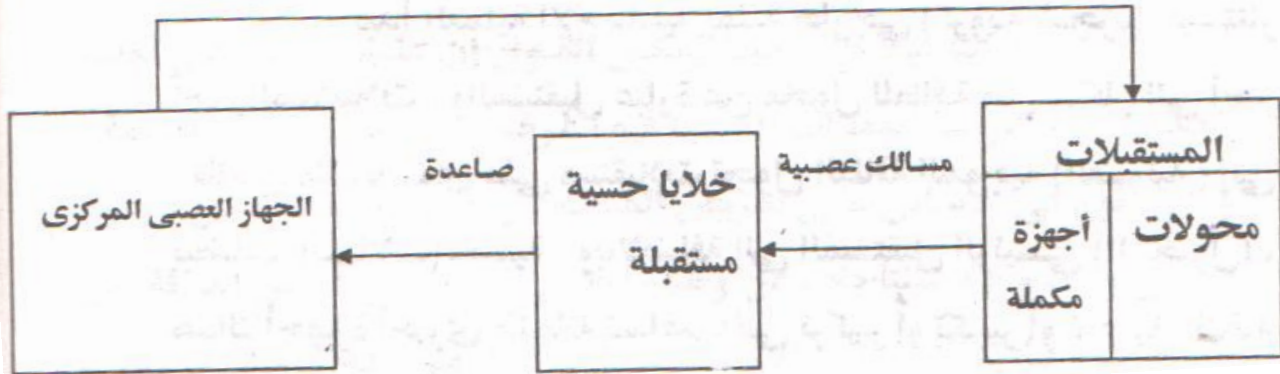 المستقبلات
محولات
أجهزة
مكملة
مسالك عصبية
خلايا حسية
مستقبلة
صاعدة
الجهاز العصبى المركزى